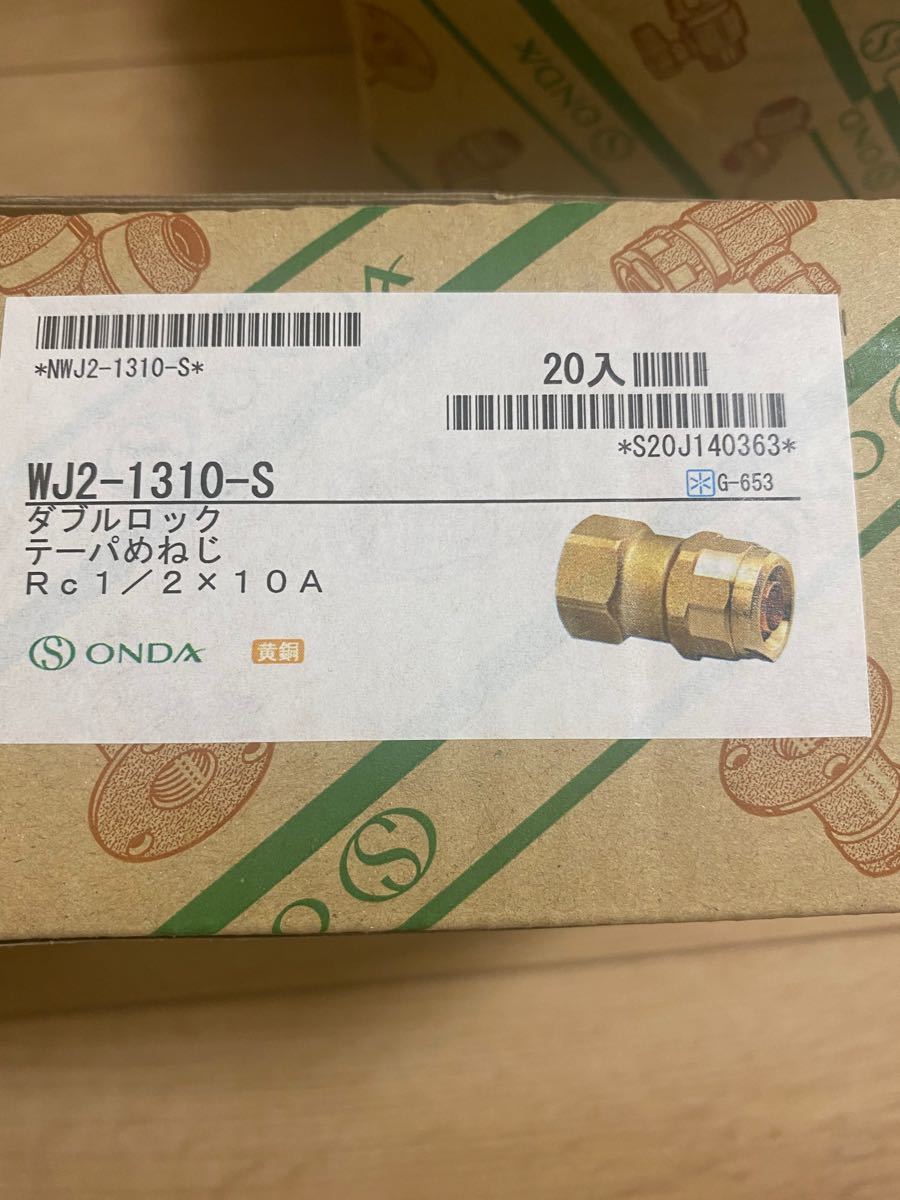 ONDA
*NWJ2-1310-S*
20入
*S20J140363*
WJ2-1310-S
G-653
ダブルロック
テーパめねじ
Rc1/2×10A
ONDA
黄銅